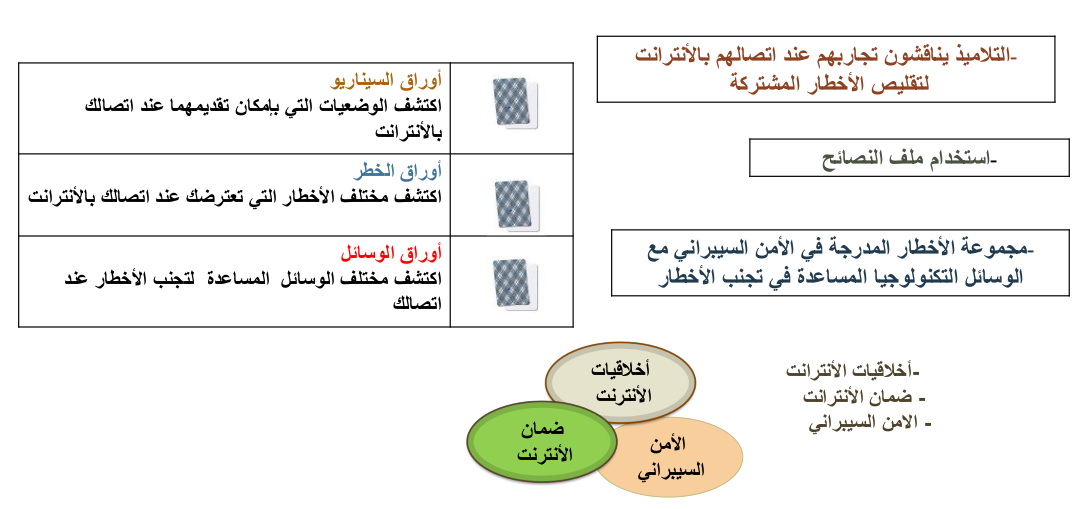 -التلاميذ يناقشون تجاربهم عند اتصالهم بالأنترانت
لتقليص الأخطار المشتركة
-استخدام ملف النصائح
-مجموعة الأخطار المدرجة في الأمن السيبراني مع
الوسائل التكنولوجيا المساعدة في تجنب الأخطار
أوراق السيناريو
اكتشف الوضعيات التي بإمكان تقديمهما عند اتصالك
بالأنترانت
أوراق الخطر
اكتشف مختلف الأخطار التي تعترضك عند اتصالك بالأنترانت
أوراق الوسائل
اكتشف مختلف الوسائل المساعدة لتجنب الأخطار عند
اتصالك
-أخلاقيات الأنترانت
- ضمان الأنترانت
- الامن السيبراني
أخلاقيات
الأنترنت
ضمان
الأنترنت
الأمن
السيبراني